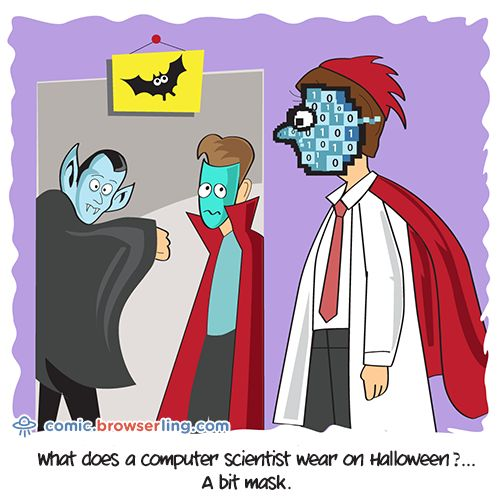 comic.browserling.com
What does a computer scientist wear on Halloween?...
A bit mask.